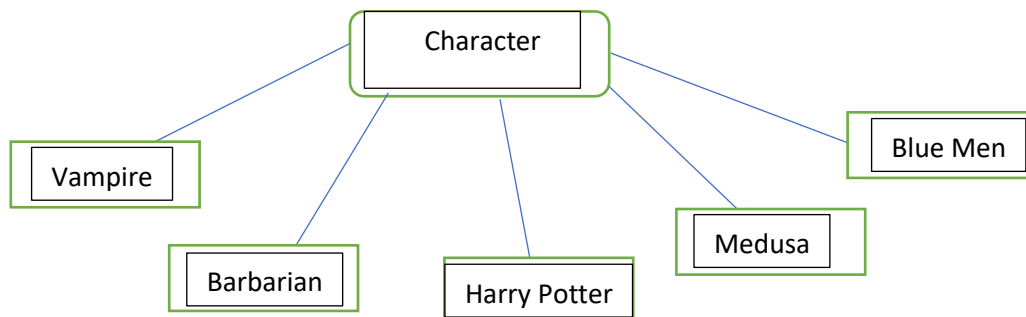 Character
Vampire
Barbarian
Harry Potter
Medusa
Blue Men